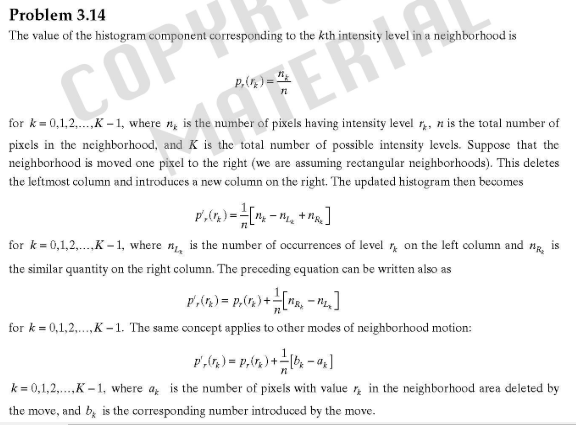 COPYRIGHT
MATERIAL
Problem 3.14
The value of the histogram component corresponding to the kth intensity level in a neighborhood is
p_r(r_k) = n_k / n
for k = 0,1,2,...,K − 1, where n_k is the number of pixels having intensity level r_k, n is the total number of
pixels in the neighborhood, and K is the total number of possible intensity levels. Suppose that the
neighborhood is moved one pixel to the right (we are assuming rectangular neighborhoods). This deletes
the leftmost column and introduces a new column on the right. The updated histogram then becomes
p′_r(r_k) = 1/n [n_k − n_{L_k} + n_{R_k}]
for k = 0,1,2,...,K − 1, where n_{L_k} is the number of occurrences of level r_k on the left column and n_{R_k} is
the similar quantity on the right column. The preceding equation can be written also as
p′_r(r_k) = p_r(r_k) + 1/n [n_{R_k} − n_{L_k}]
for k = 0,1,2,...,K − 1. The same concept applies to other modes of neighborhood motion:
p′_r(r_k) = p_r(r_k) + 1/n [b_k − a_k]
k = 0,1,2,...,K − 1, where a_k is the number of pixels with value r_k in the neighborhood area deleted by
the move, and b_k is the corresponding number introduced by the move.